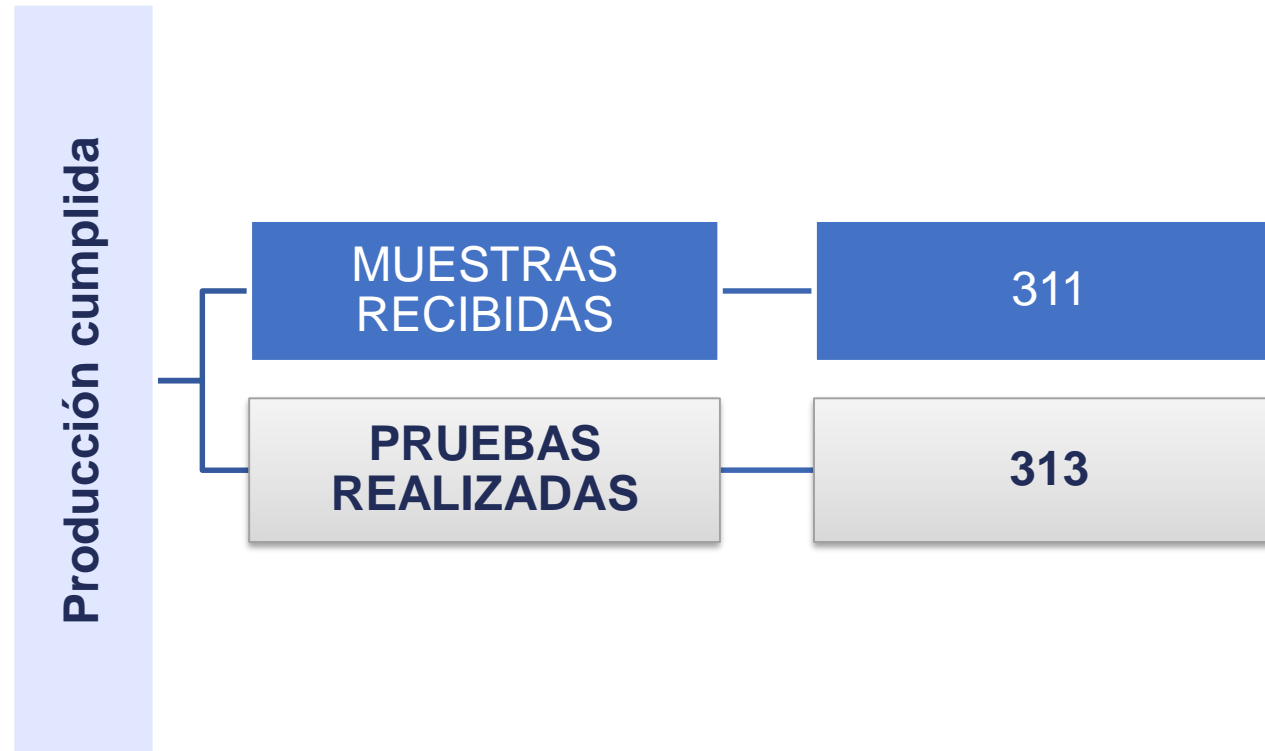 Producción cumplida
MUESTRAS
RECIBIDAS
311
PRUEBAS
REALIZADAS
313